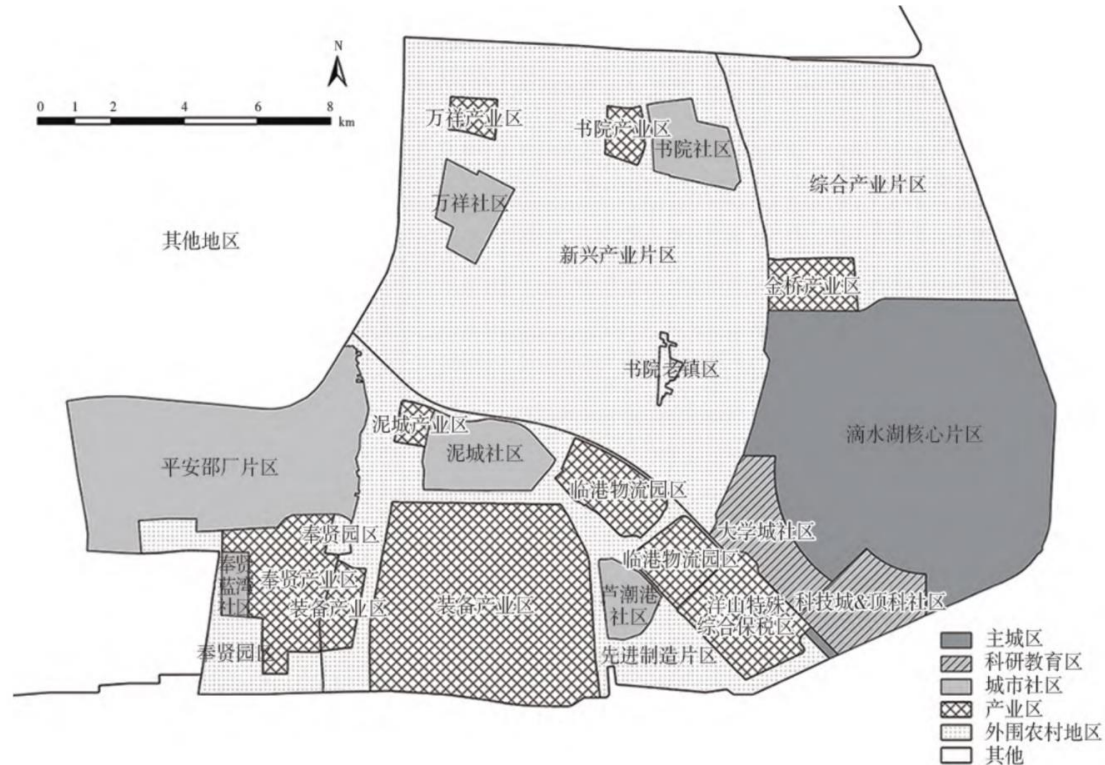 N
0 1 2 4 6 8
km
万祥产业区
书院产业区
书院社区
综合产业片区
万祥社区
其他地区
新兴产业片区
金桥产业区
书院老镇区
泥城产业区
滴水湖核心片区
泥城社区
平安邵厂片区
临港物流园区
奉贤园区
大学城社区
临港物流园区
奉贤
蓝湾
社区
奉贤产业区
装备产业区
装备产业区
芦潮港
社区
洋山特殊
综合保税区
科技城&顶科社区
奉贤园区
先进制造片区
主城区
科研教育区
城市社区
产业区
外围农村地区
其他